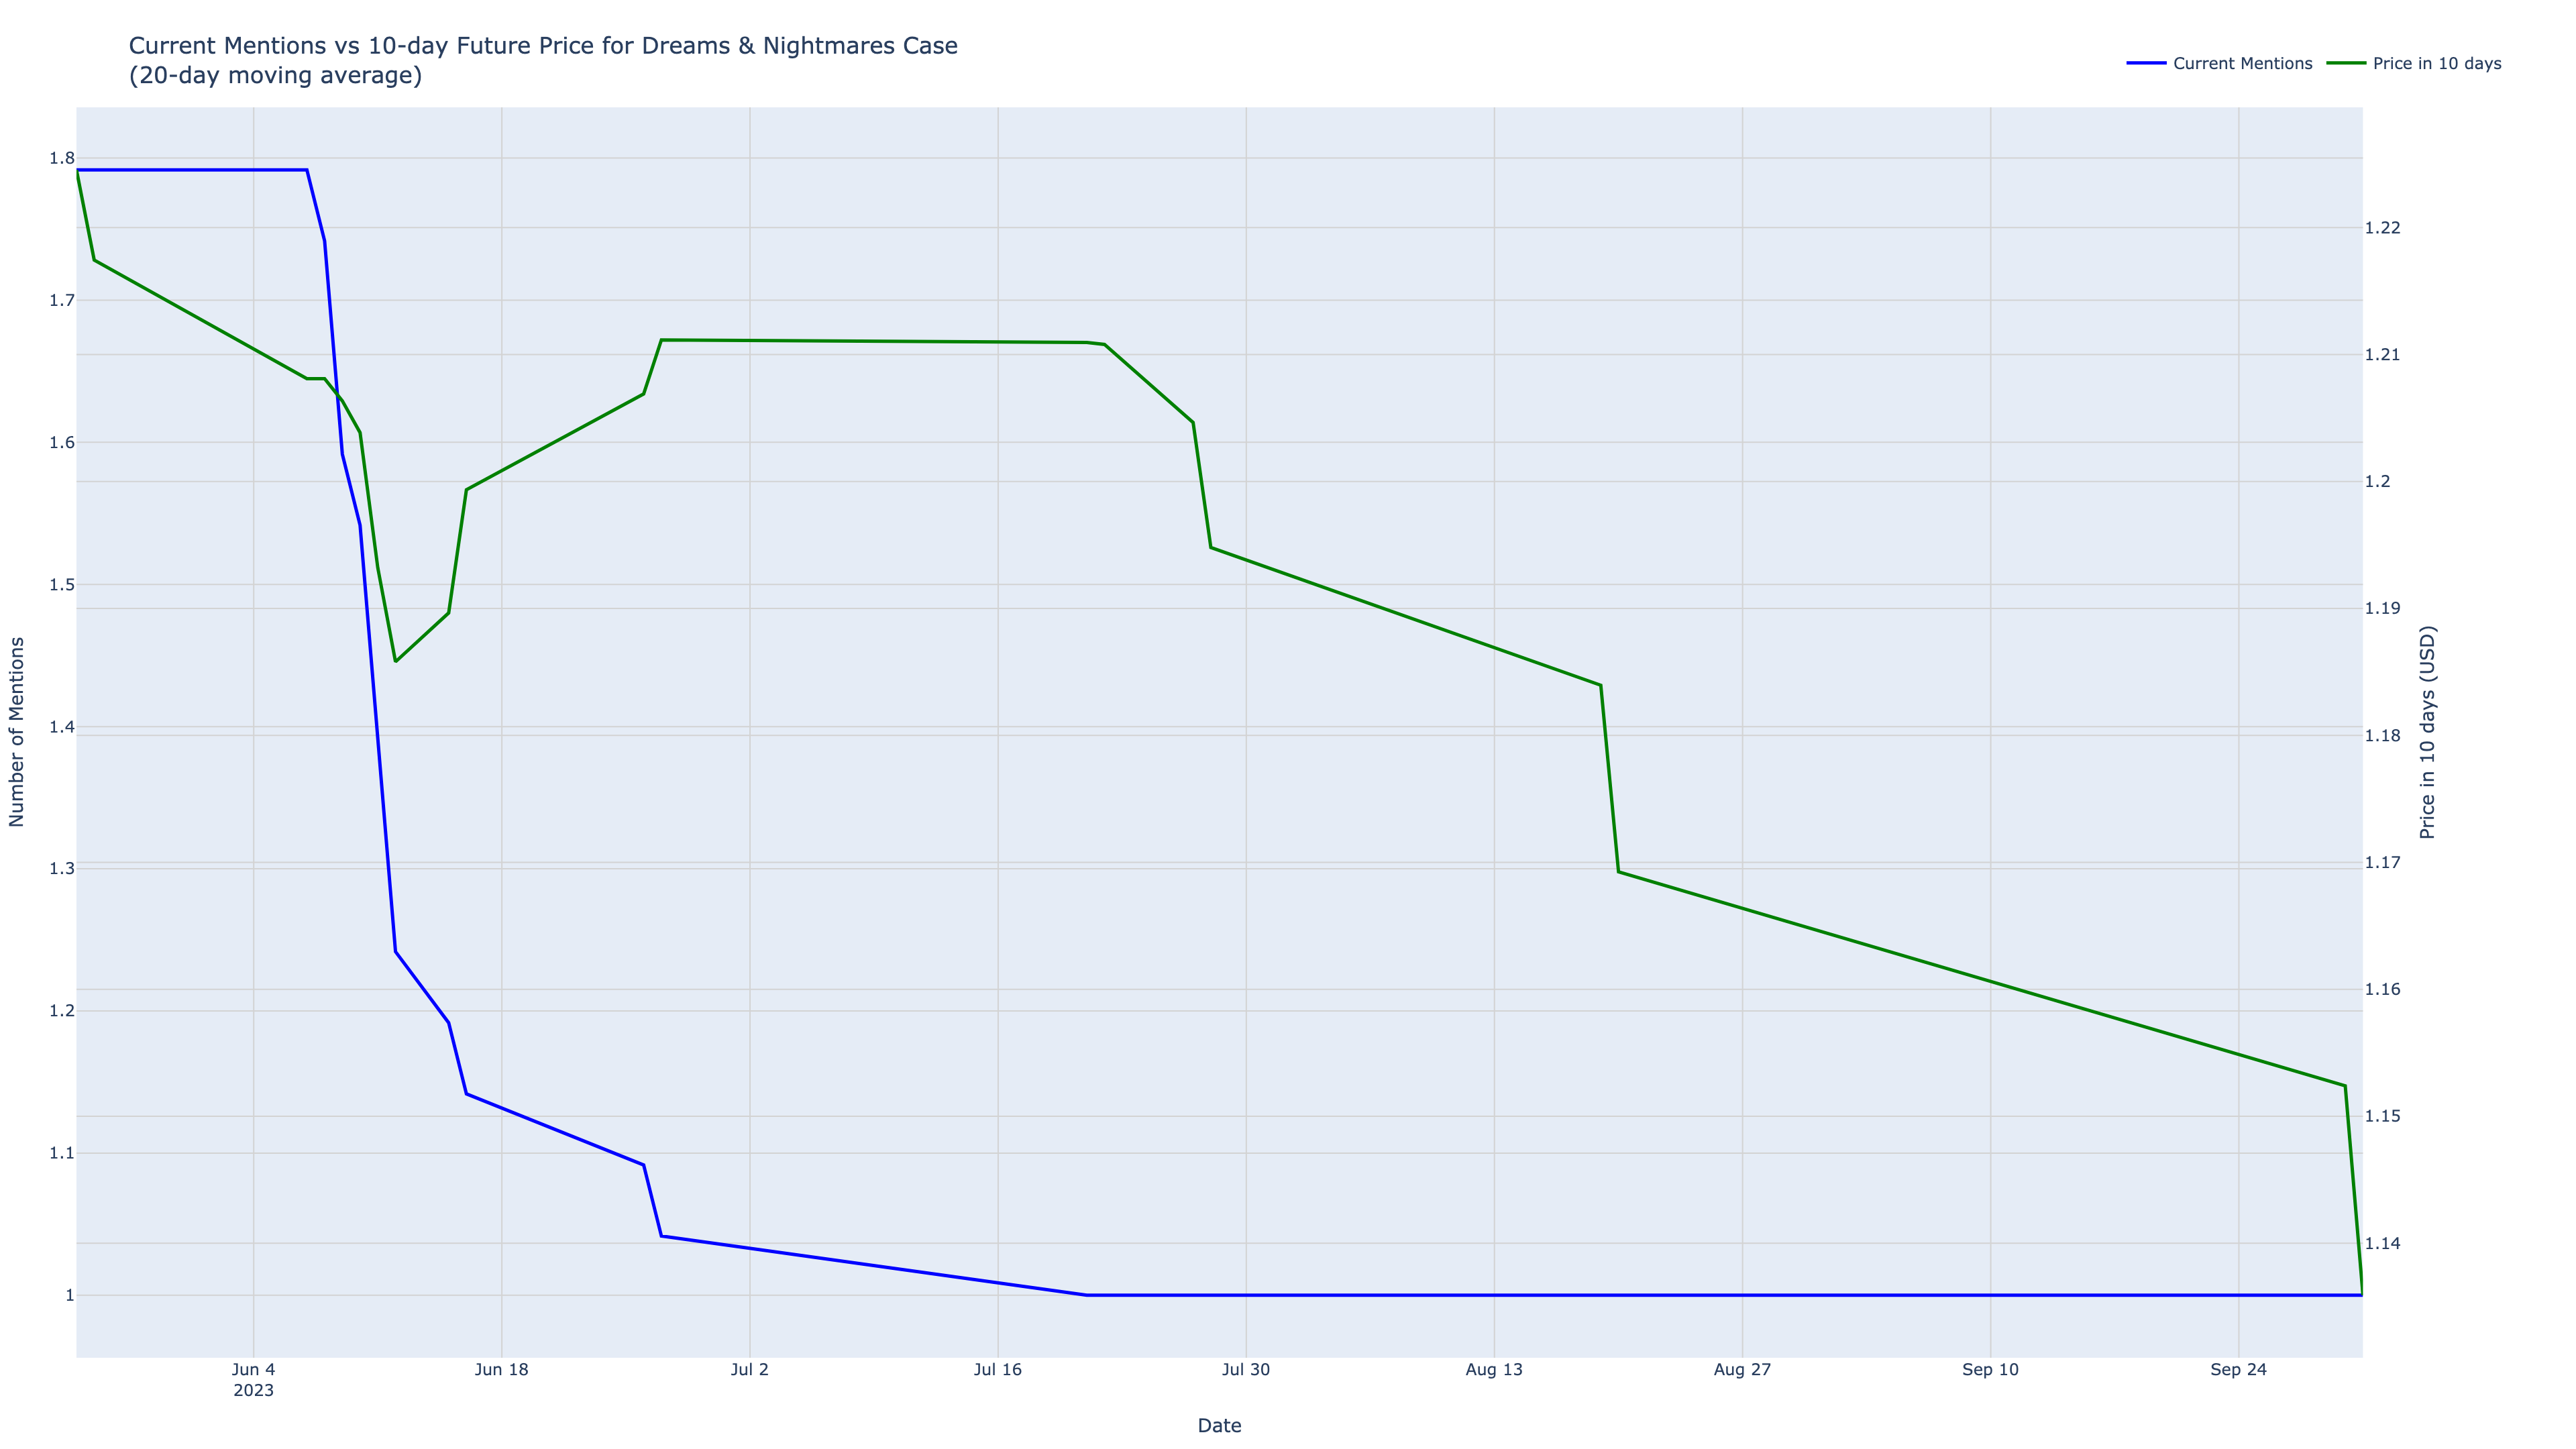 Current Mentions vs 10-day Future Price for Dreams & Nightmares Case
(20-day moving average)
Current Mentions
Price in 10 days
1.8
1.7
1.6
1.5
1.4
1.3
1.2
1.1
1
Number of Mentions
1.22
1.21
1.2
1.19
1.18
1.17
1.16
1.15
1.14
Price in 10 days (USD)
Jun 4
2023
Jun 18
Jul 2
Jul 16
Jul 30
Aug 13
Aug 27
Sep 10
Sep 24
Date